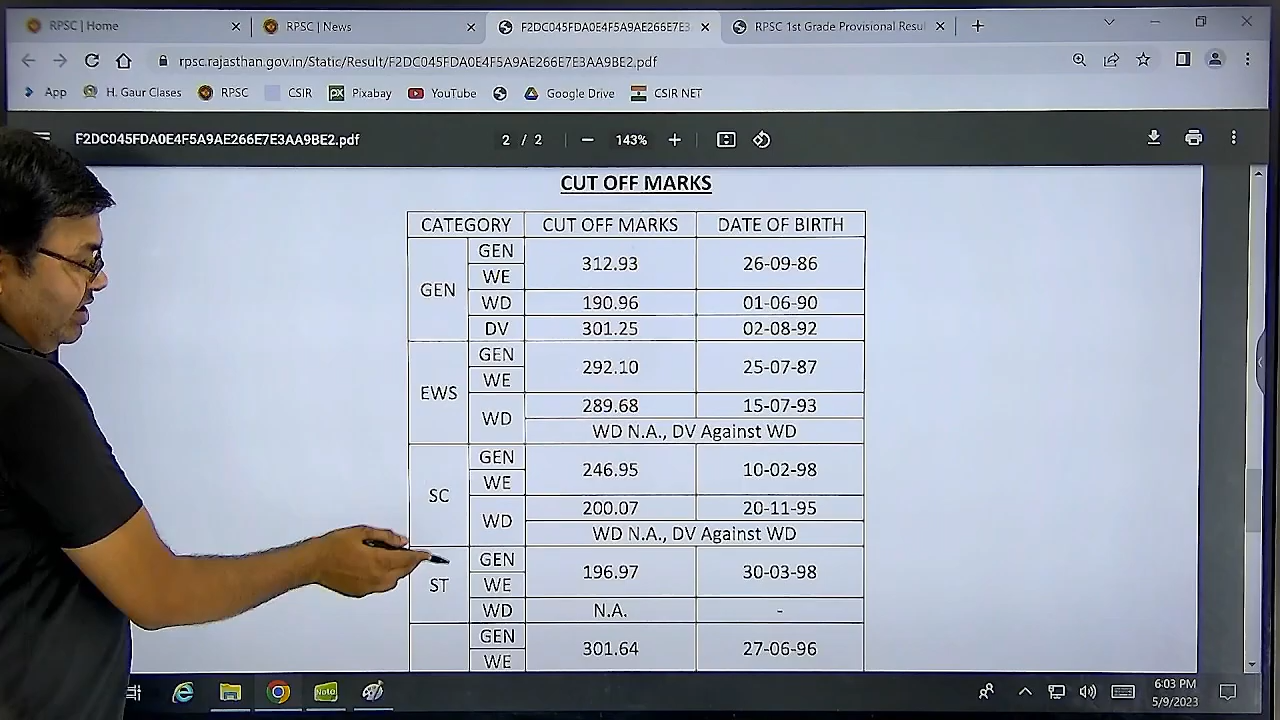 RPSC | Home
RPSC | News
F2DC045FDA0E4F5A9AE266E7E3
RPSC 1st Grade Provisional Resul
rpsc.rajasthan.gov.in/Static/Result/F2DC045FDA0E4F5A9AE266E7E3AA9BE2.pdf
App H. Gaur Classes RPSC CSIR px Pixabay YouTube Google Drive CSIR NET
F2DC045FDA0E4F5A9AE266E7E3AA9BE2.pdf 2 / 2 − 143% +
CUT OFF MARKS
CATEGORY CUT OFF MARKS DATE OF BIRTH
GEN
GEN
WE
312.93 26-09-86
WD 190.96 01-06-90
DV 301.25 02-08-92
EWS
GEN
WE
292.10 25-07-87
WD
289.68 15-07-93
WD N.A., DV Against WD
SC
GEN
WE
246.95 10-02-98
WD
200.07 20-11-95
WD N.A., DV Against WD
ST
GEN
WE
196.97 30-03-98
WD N.A. -
GEN
WE
301.64 27-06-96
Note
6:03 PM
5/9/2023